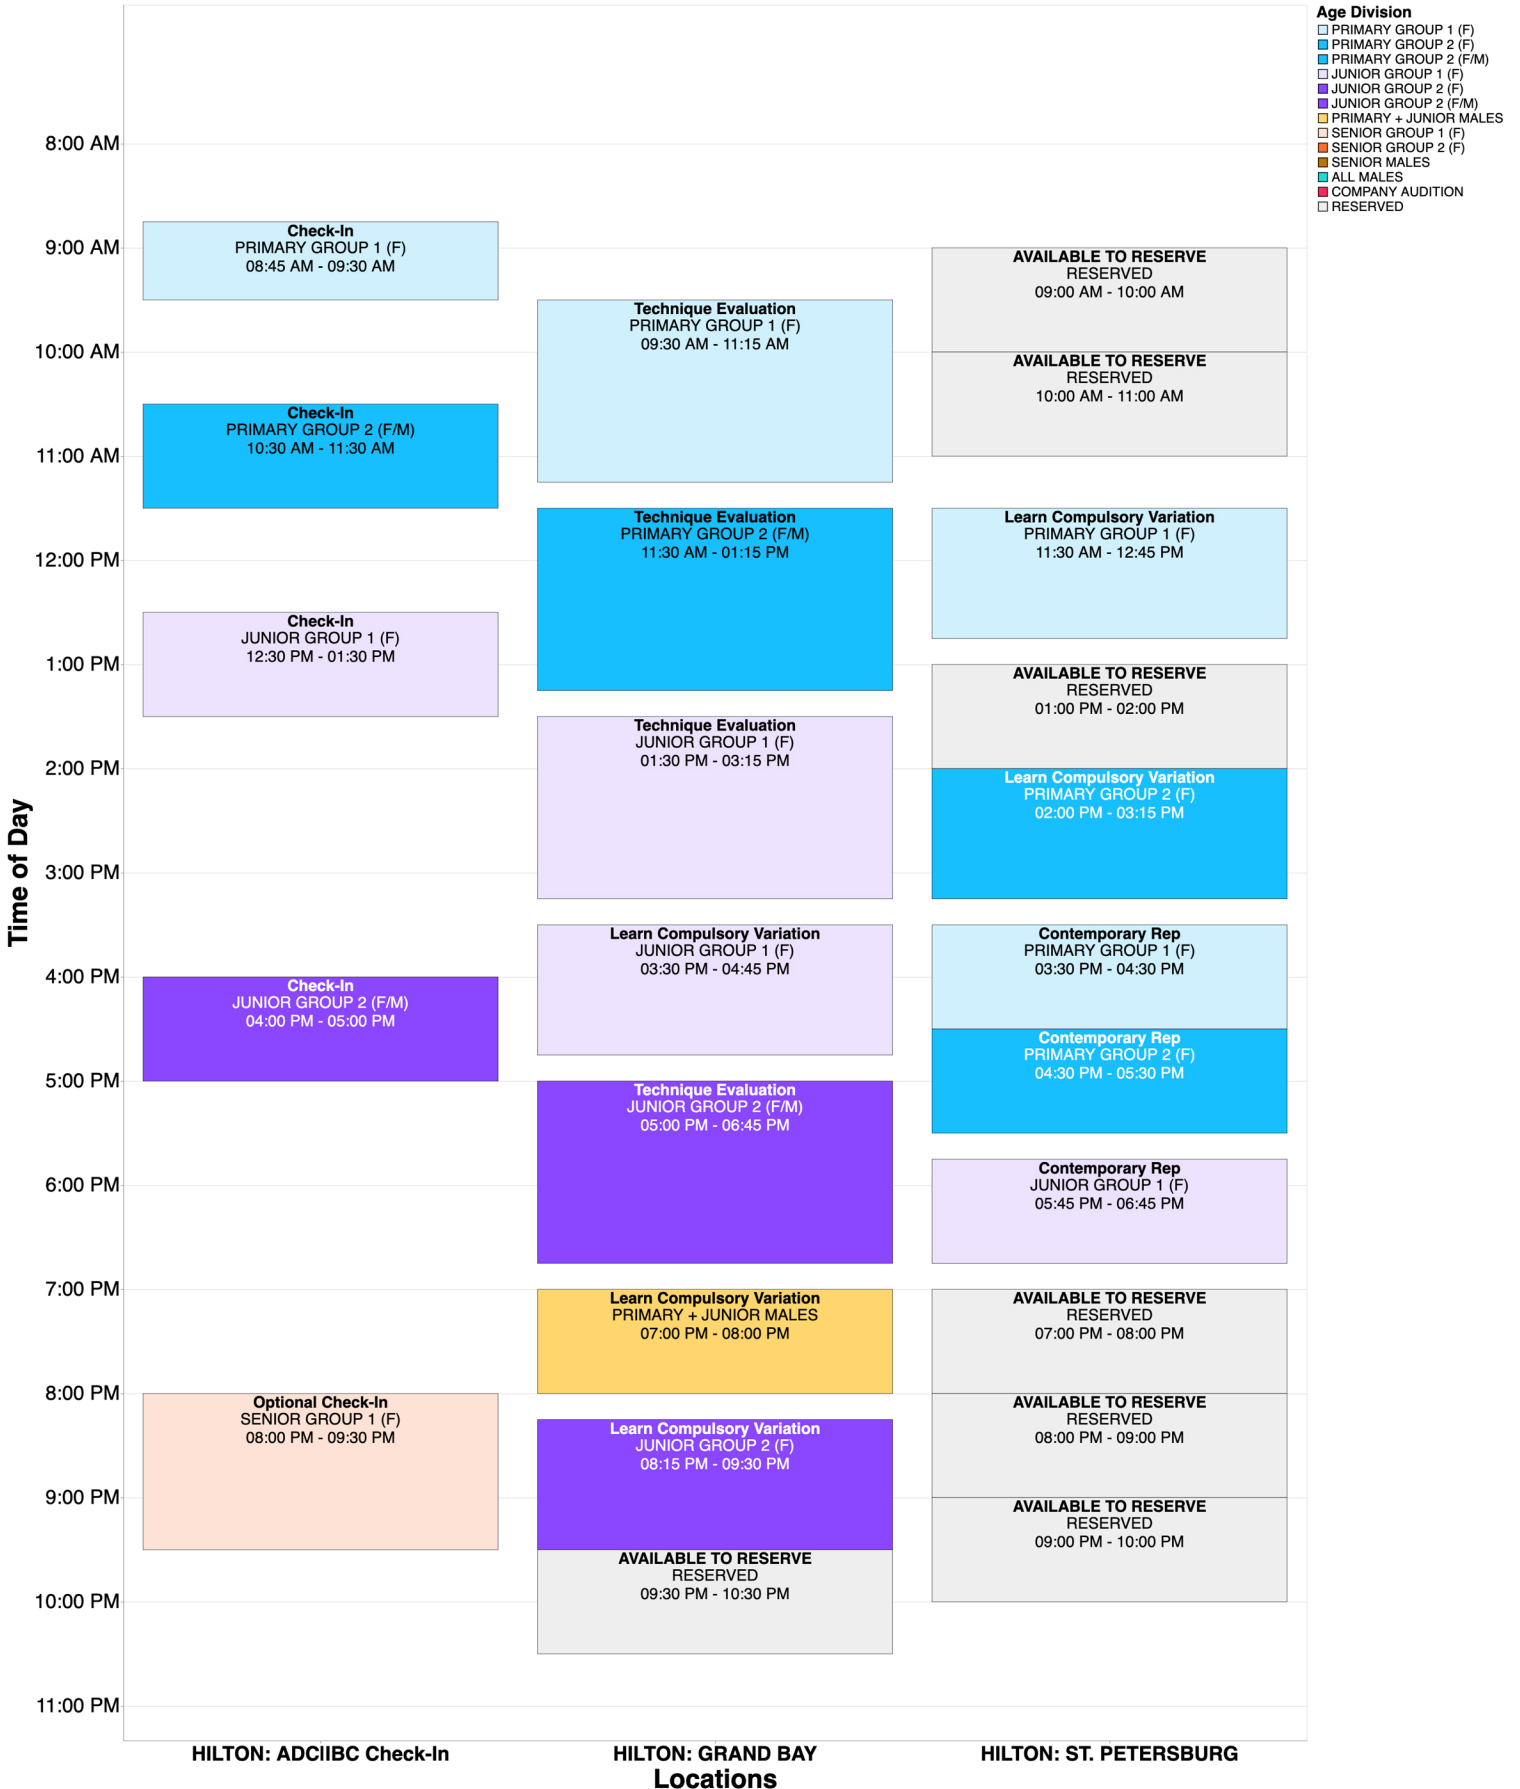 Age Division
PRIMARY GROUP 1 (F)
PRIMARY GROUP 2 (F)
PRIMARY GROUP 2 (F/M)
JUNIOR GROUP 1 (F)
JUNIOR GROUP 2 (F)
JUNIOR GROUP 2 (F/M)
PRIMARY + JUNIOR MALES
SENIOR GROUP 1 (F)
SENIOR GROUP 2 (F)
SENIOR MALES
ALL MALES
COMPANY AUDITION
RESERVED
Time of Day
8:00 AM
9:00 AM
10:00 AM
11:00 AM
12:00 PM
1:00 PM
2:00 PM
3:00 PM
4:00 PM
5:00 PM
6:00 PM
7:00 PM
8:00 PM
9:00 PM
10:00 PM
11:00 PM
Check-In
PRIMARY GROUP 1 (F)
08:45 AM - 09:30 AM
Check-In
PRIMARY GROUP 2 (F/M)
10:30 AM - 11:30 AM
Check-In
JUNIOR GROUP 1 (F)
12:30 PM - 01:30 PM
Check-In
JUNIOR GROUP 2 (F/M)
04:00 PM - 05:00 PM
Optional Check-In
SENIOR GROUP 1 (F)
08:00 PM - 09:30 PM
Technique Evaluation
PRIMARY GROUP 1 (F)
09:30 AM - 11:15 AM
Technique Evaluation
PRIMARY GROUP 2 (F/M)
11:30 AM - 01:15 PM
Technique Evaluation
JUNIOR GROUP 1 (F)
01:30 PM - 03:15 PM
Learn Compulsory Variation
JUNIOR GROUP 1 (F)
03:30 PM - 04:45 PM
Technique Evaluation
JUNIOR GROUP 2 (F/M)
05:00 PM - 06:45 PM
Learn Compulsory Variation
PRIMARY + JUNIOR MALES
07:00 PM - 08:00 PM
Learn Compulsory Variation
JUNIOR GROUP 2 (F)
08:15 PM - 09:30 PM
AVAILABLE TO RESERVE
RESERVED
09:30 PM - 10:30 PM
AVAILABLE TO RESERVE
RESERVED
09:00 AM - 10:00 AM
AVAILABLE TO RESERVE
RESERVED
10:00 AM - 11:00 AM
Learn Compulsory Variation
PRIMARY GROUP 1 (F)
11:30 AM - 12:45 PM
AVAILABLE TO RESERVE
RESERVED
01:00 PM - 02:00 PM
Learn Compulsory Variation
PRIMARY GROUP 2 (F)
02:00 PM - 03:15 PM
Contemporary Rep
PRIMARY GROUP 1 (F)
03:30 PM - 04:30 PM
Contemporary Rep
PRIMARY GROUP 2 (F)
04:30 PM - 05:30 PM
Contemporary Rep
JUNIOR GROUP 1 (F)
05:45 PM - 06:45 PM
AVAILABLE TO RESERVE
RESERVED
07:00 PM - 08:00 PM
AVAILABLE TO RESERVE
RESERVED
08:00 PM - 09:00 PM
AVAILABLE TO RESERVE
RESERVED
09:00 PM - 10:00 PM
HILTON: ADC|IBC Check-In
HILTON: GRAND BAY
HILTON: ST. PETERSBURG
Locations